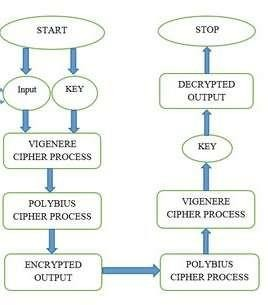 START
Input
KEY
VIGENERE
CIPHER PROCESS
POLYBIUS
CIPHER PROCESS
ENCRYPTED
OUTPUT
STOP
DECRYPTED
OUTPUT
KEY
VIGENERE
CIPHER PROCESS
POLYBIUS
CIPHER PROCESS